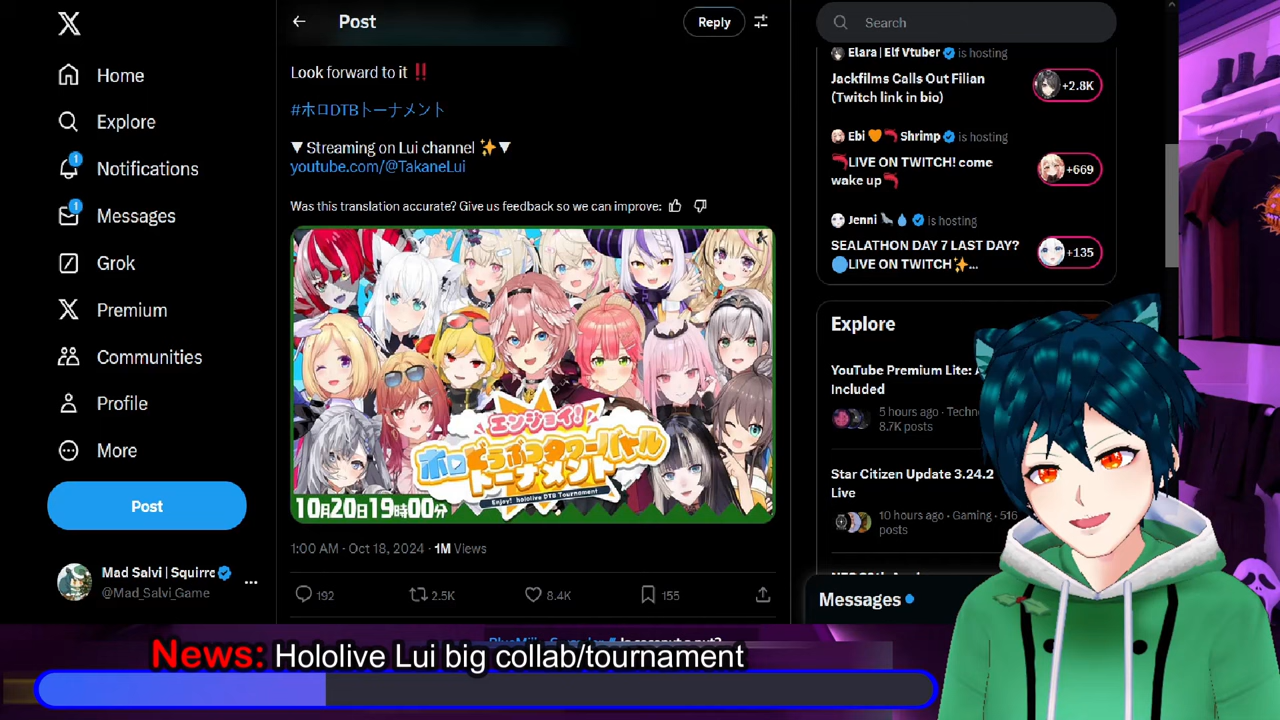 Home
Explore
Notifications
1
Messages
1
Grok
Premium
Communities
Profile
More
Post
Mad Salvi | Squirre
@Mad_Salvi_Game
Post
Reply
Look forward to it ‼
#ホロDTBトーナメント
▼Streaming on Lui channel ✨▼
youtube.com/@TakaneLui
Was this translation accurate? Give us feedback so we can improve:
エンジョイ!
ホロどうぶつタワーバトル
トーナメント
Enjoy! hololive DTB Tournament
10月20日19時00分
1:00 AM · Oct 18, 2024 · 1M Views
192
2.5K
8.4K
155
Search
Elara | Elf Vtuber is hosting
Jackfilms Calls Out Filian
(Twitch link in bio)
+2.8K
Ebi 🧡🦐 Shrimp is hosting
🦐LIVE ON TWITCH! come
wake up🦐
+669
Jenni is hosting
SEALATHON DAY 7 LAST DAY?
🔵LIVE ON TWITCH✨...
+135
Explore
YouTube Premium Lite:
Included
5 hours ago · Techno
8.7K posts
Star Citizen Update 3.24.2
Live
10 hours ago · Gaming · 516
posts
Messages
News: Hololive Lui big collab/tournament